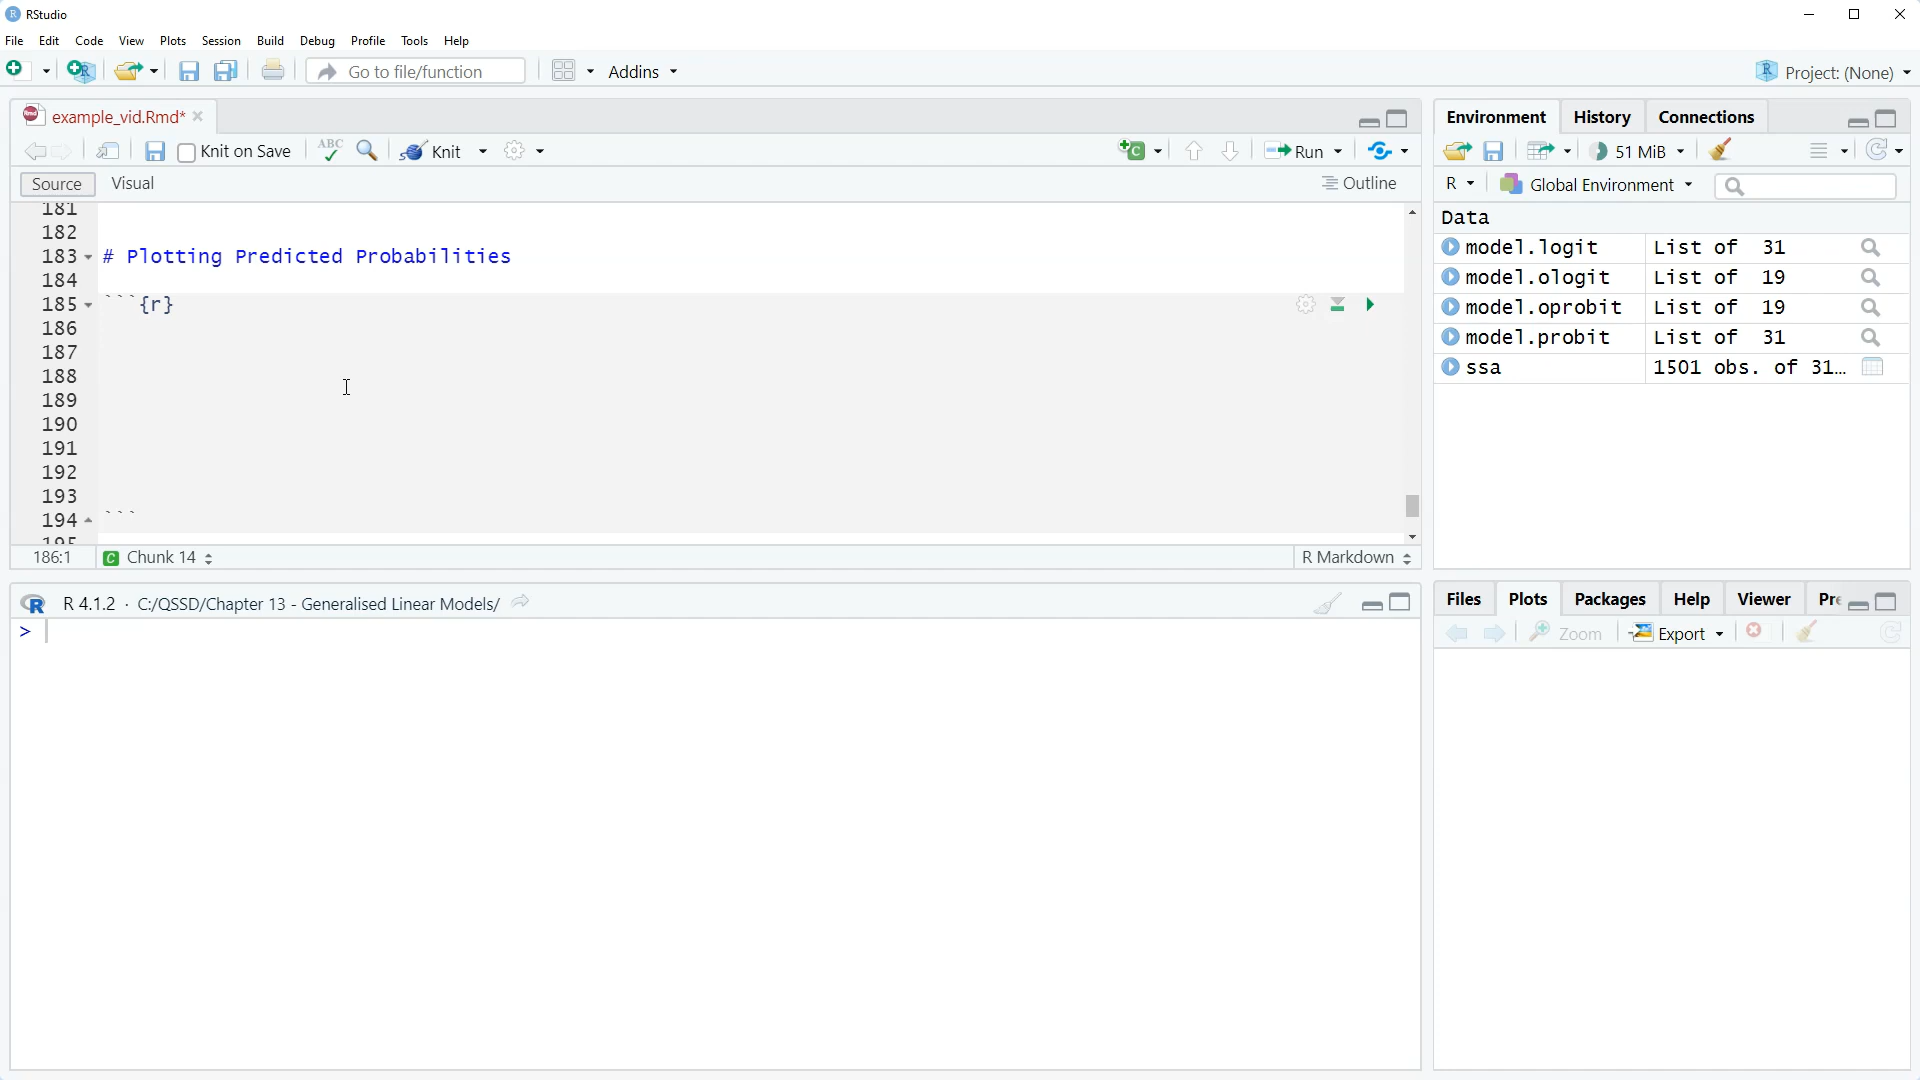 RStudio
File Edit Code View Plots Session Build Debug Profile Tools Help
Go to file/function Addins Project: (None)
example_vid.Rmd*
Knit on Save ABC Knit Run
Source Visual Outline
181
182
183 # Plotting Predicted Probabilities
184
185 ```{r}
186
187
188
189
190
191
192
193
194 ```
195
186:1 Chunk 14 R Markdown
R 4.1.2 · C:/QSSD/Chapter 13 - Generalised Linear Models/
>
Environment History Connections
51 MiB
R Global Environment
Data
model.logit List of 31
model.ologit List of 19
model.oprobit List of 19
model.probit List of 31
ssa 1501 obs. of 31…
Files Plots Packages Help Viewer Pre
Zoom Export